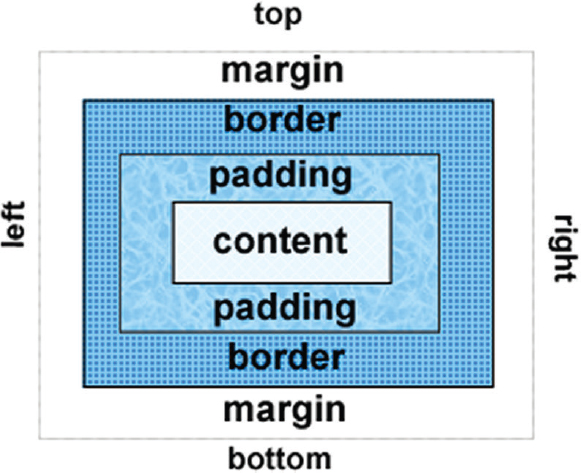 top
margin
border
padding
left
content
right
padding
border
margin
bottom